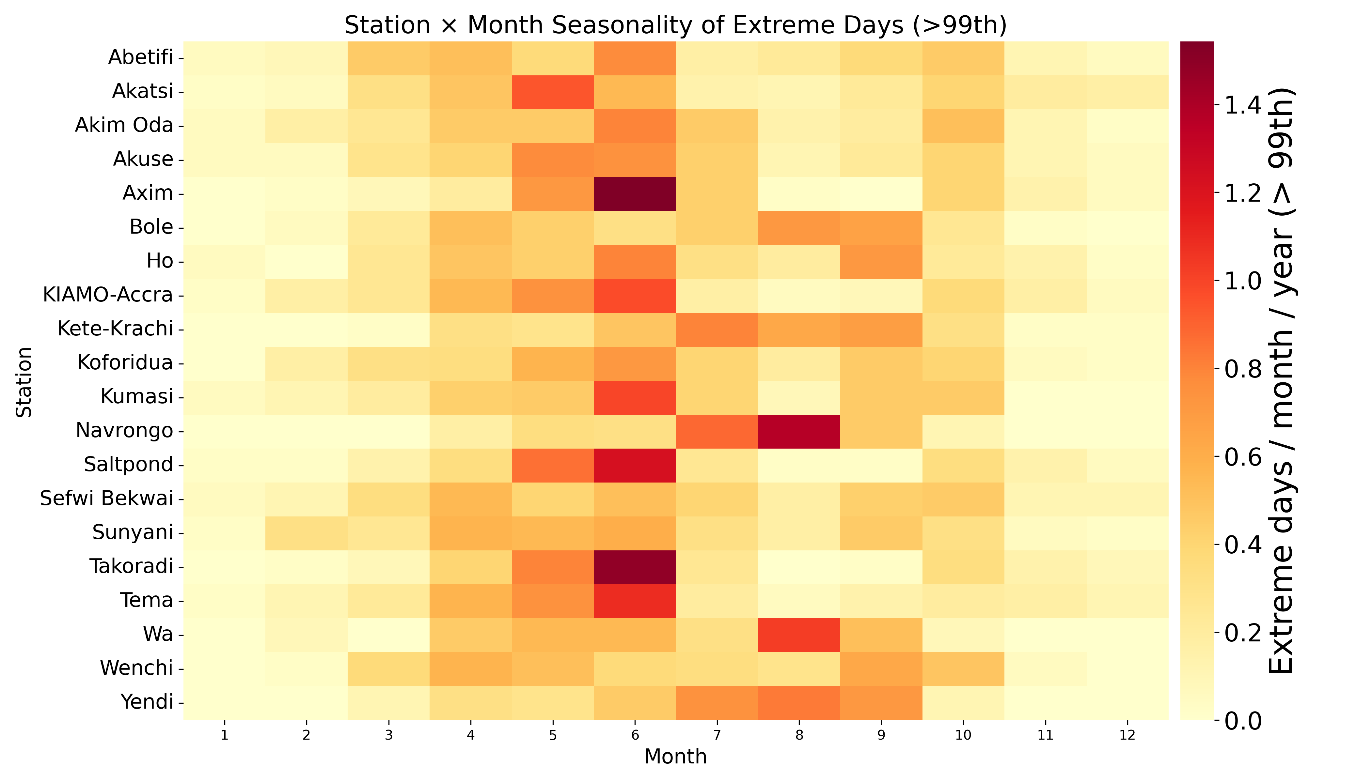 Station × Month Seasonality of Extreme Days (>99th)
Station
Abetifi
Akatsi
Akim Oda
Akuse
Axim
Bole
Ho
KIAMO-Accra
Kete-Krachi
Koforidua
Kumasi
Navrongo
Saltpond
Sefwi Bekwai
Sunyani
Takoradi
Tema
Wa
Wenchi
Yendi
1 2 3 4 5 6 7 8 9 10 11 12
Month
1.4
1.2
1.0
0.8
0.6
0.4
0.2
0.0
Extreme days / month / year (> 99th)